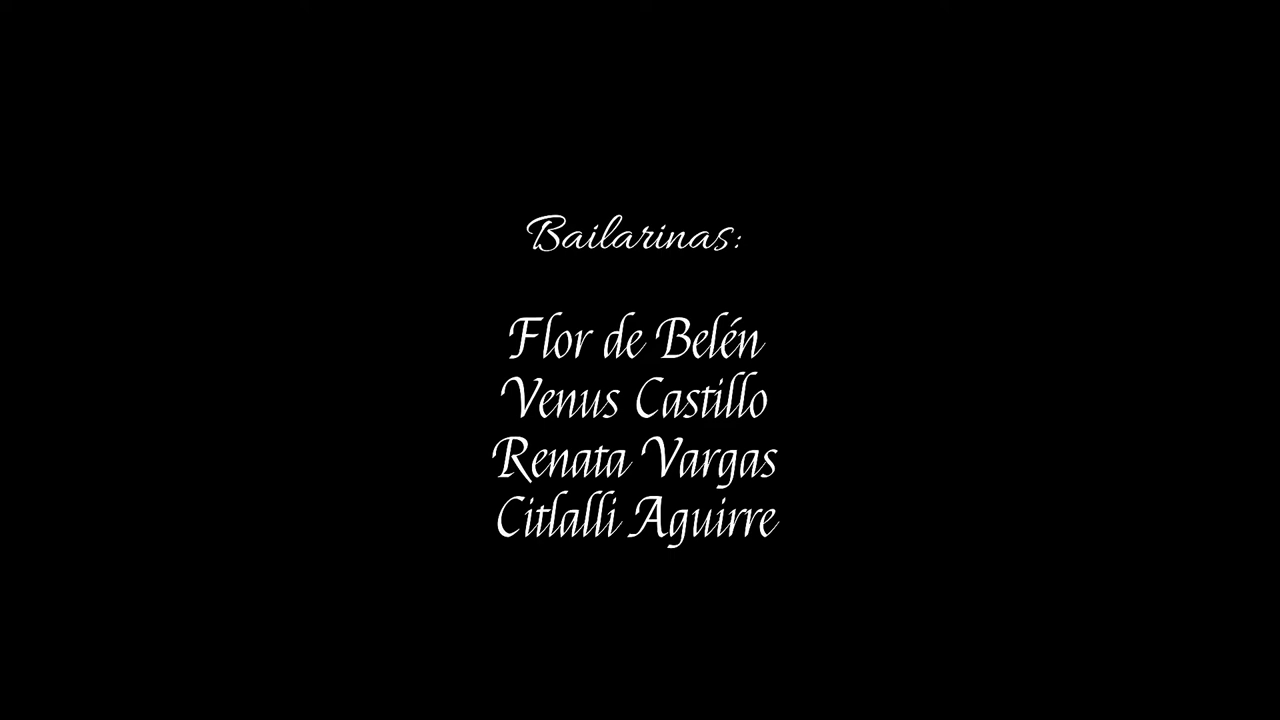 Bailarinas:
Flor de Belén
Venus Castillo
Renata Vargas
Citlalli Aguirre